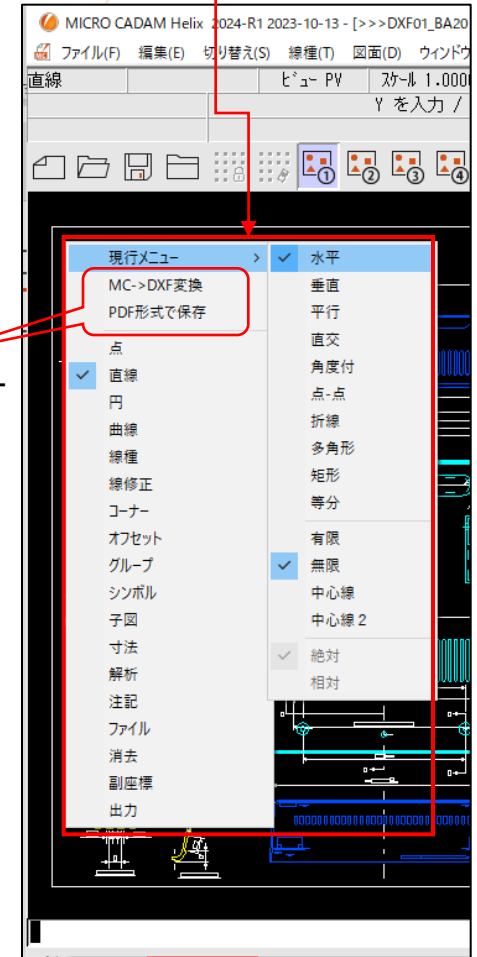 MICRO CADAM Helix 2024-R1 2023-10-13 - [>>>DXF01_BA20
ファイル(F) 編集(E) 切り替え(S) 線種(T) 図面(D) ウィンドウ
直線 ﾋﾞｭｰ PV ｽｹｰﾙ 1.000
Y を入力 /
① ② ③ ④
現行メニュー >
MC->DXF変換
PDF形式で保存
点
直線
円
曲線
線種
線修正
コーナー
オフセット
グループ
シンボル
子図
寸法
解析
注記
ファイル
消去
副座標
出力
水平
垂直
平行
直交
角度付
点-点
折線
多角形
矩形
等分
有限
無限
中心線
中心線2
絶対
相対